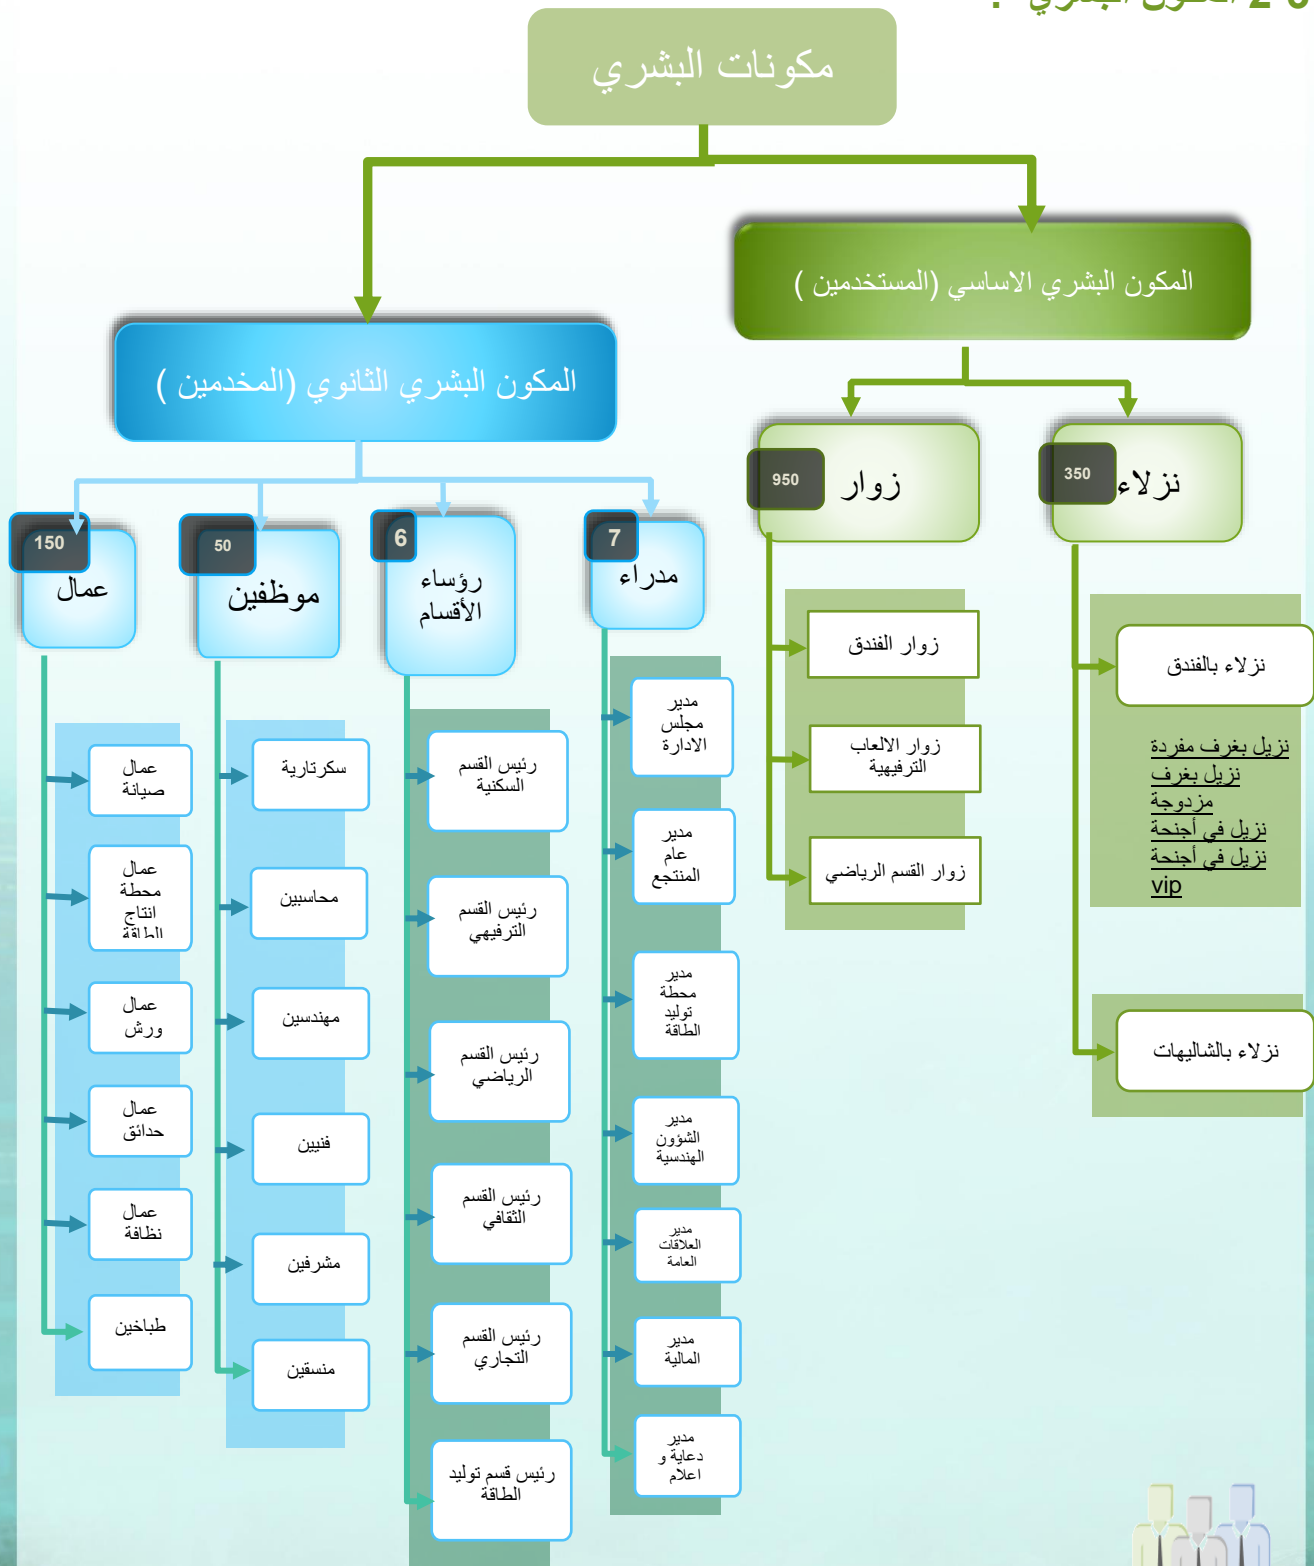 مكونات البشري
المكون البشري الاساسي (المستخدمين )
المكون البشري الثانوي (المخدمين )
نزلاء
350
زوار
950
مدراء
7
رؤساء
الأقسام
6
موظفين
50
عمال
150
نزلاء بالفندق
نزيل بغرف مفردة
نزيل بغرف
مزدوجة
نزيل في أجنحة
نزيل في أجنحة
vip
نزلاء بالشاليهات
زوار الفندق
زوار الالعاب
الترفيهية
زوار القسم الرياضي
مدير
مجلس
الادارة
مدير
عام
المنتجع
مدير
محطة
توليد
الطاقة
مدير
الشؤون
الهندسية
مدير
العلاقات
العامة
مدير
المالية
مدير
دعاية و
اعلام
رئيس القسم
السكنية
رئيس القسم
الترفيهي
رئيس القسم
الرياضي
رئيس القسم
الثقافي
رئيس القسم
التجاري
رئيس قسم توليد
الطاقة
سكرتارية
محاسبين
مهندسين
فنيين
مشرفين
منسقين
عمال
صيانة
عمال
محطة
انتاج
الطاقة
عمال
ورش
عمال
حدائق
عمال
نظافة
طباخين